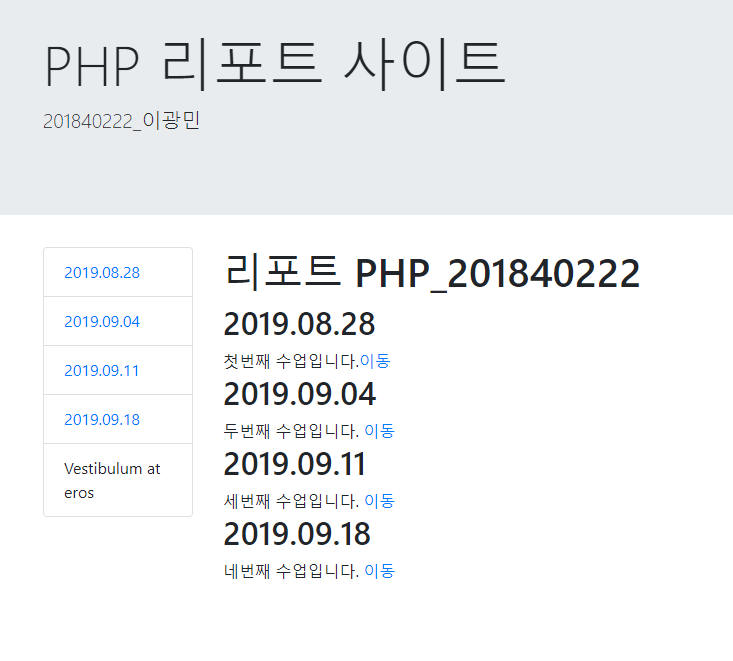 PHP 리포트 사이트
201840222_이광민
2019.08.28
2019.09.04
2019.09.11
2019.09.18
Vestibulum at
eros
리포트 PHP_201840222
2019.08.28
첫번째 수업입니다.이동
2019.09.04
두번째 수업입니다. 이동
2019.09.11
세번째 수업입니다. 이동
2019.09.18
네번째 수업입니다. 이동